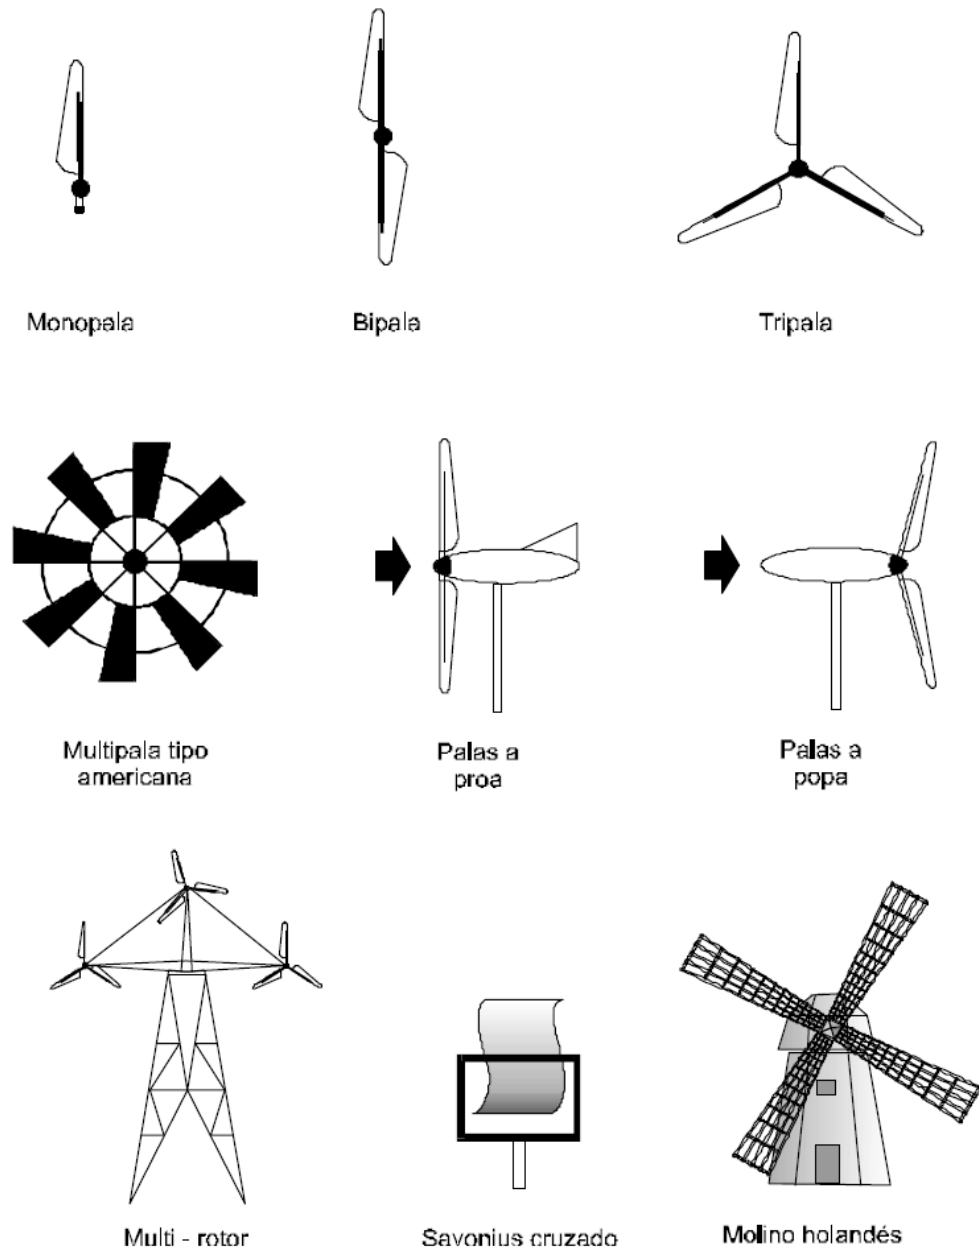 Monopala
Bipala
Tripala
Multipala tipo
americana
Palas a
proa
Palas a
popa
Multi - rotor
Savonius cruzado
Molino holandés